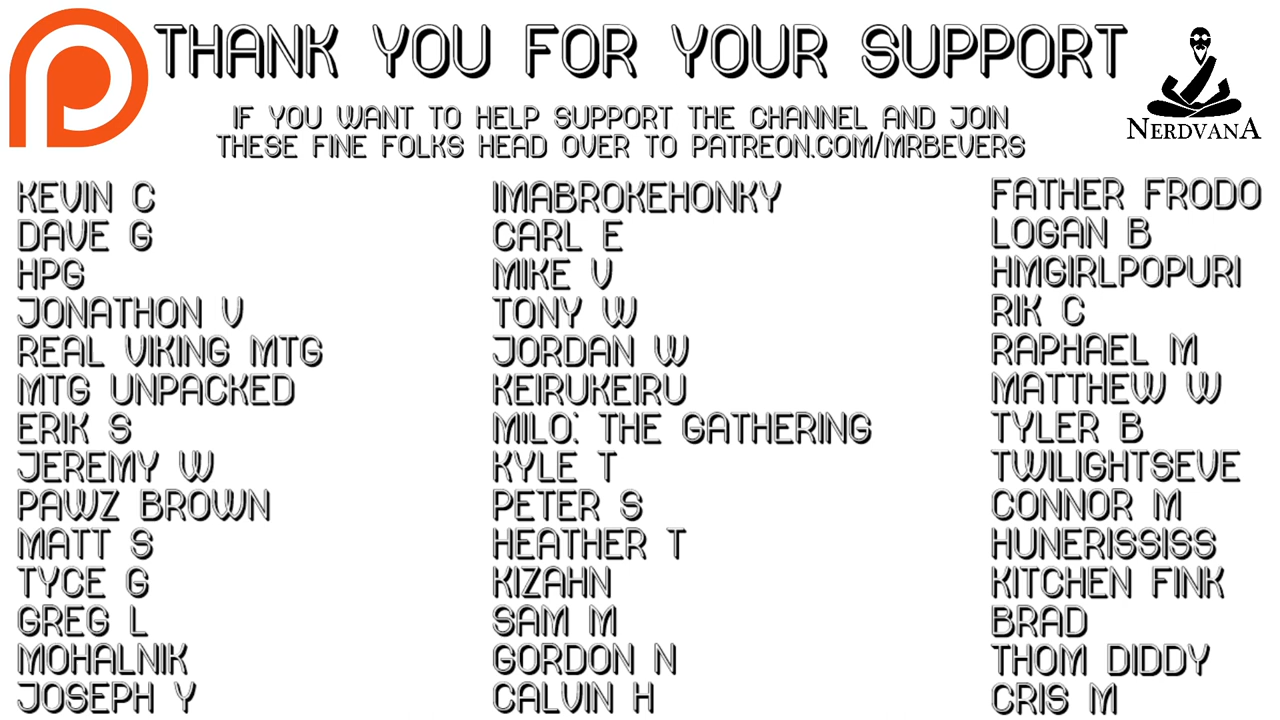 THANK YOU FOR YOUR SUPPORT
NERDVANA
IF YOU WANT TO HELP SUPPORT THE CHANNEL AND JOIN
THESE FINE FOLKS HEAD OVER TO PATREON.COM/MRBEVERS
KEVIN C
DAVE G
HPG
JONATHON V
REAL VIKING MTG
MTG UNPACKED
ERIK S
JEREMY W
PAWZ BROWN
MATT S
TYCE G
GREG L
MOHALNIK
JOSEPH Y
IMABROKEHONKY
CARL E
MIKE V
TONY W
JORDAN W
KEIRUKEIRU
MILO: THE GATHERING
KYLE T
PETER S
HEATHER T
KIZAHN
SAM M
GORDON N
CALVIN H
FATHER FRODO
LOGAN B
HMGIRLPOPURI
RIK C
RAPHAEL M
MATTHEW W
TYLER B
TWILIGHTSEVE
CONNOR M
HUNERISSISS
KITCHEN FINK
BRAD
THOM DIDDY
CRIS M